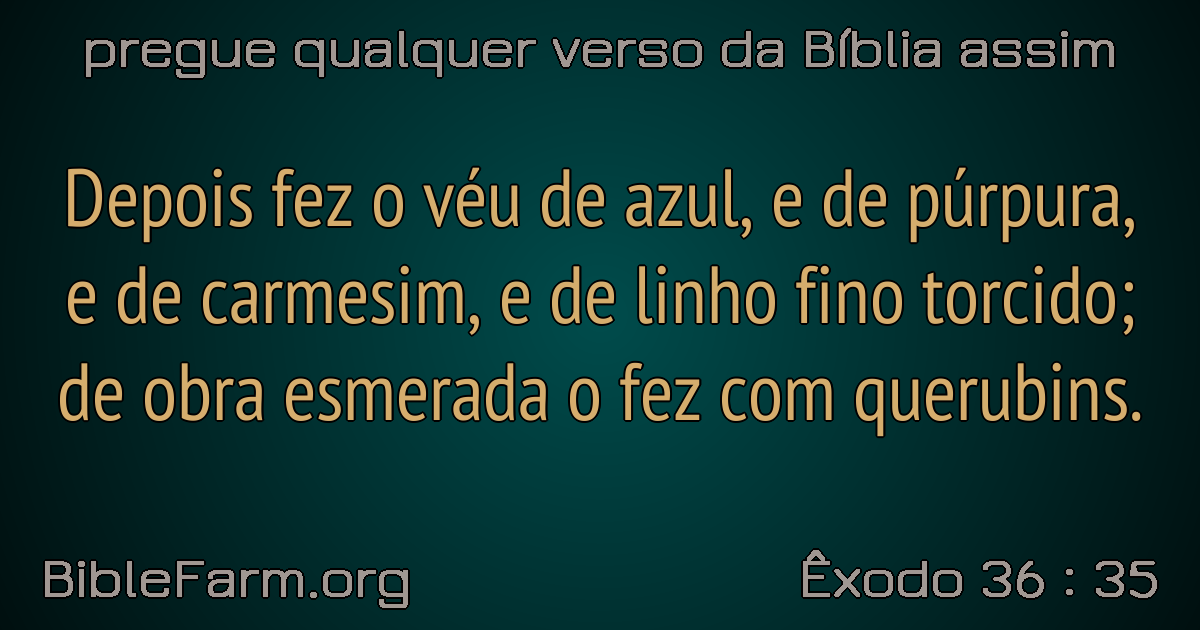 pregue qualquer verso da Bíblia assim
Depois fez o véu de azul, e de púrpura,
e de carmesim, e de linho fino torcido;
de obra esmerada o fez com querubins.
BibleFarm.org
Êxodo 36 : 35